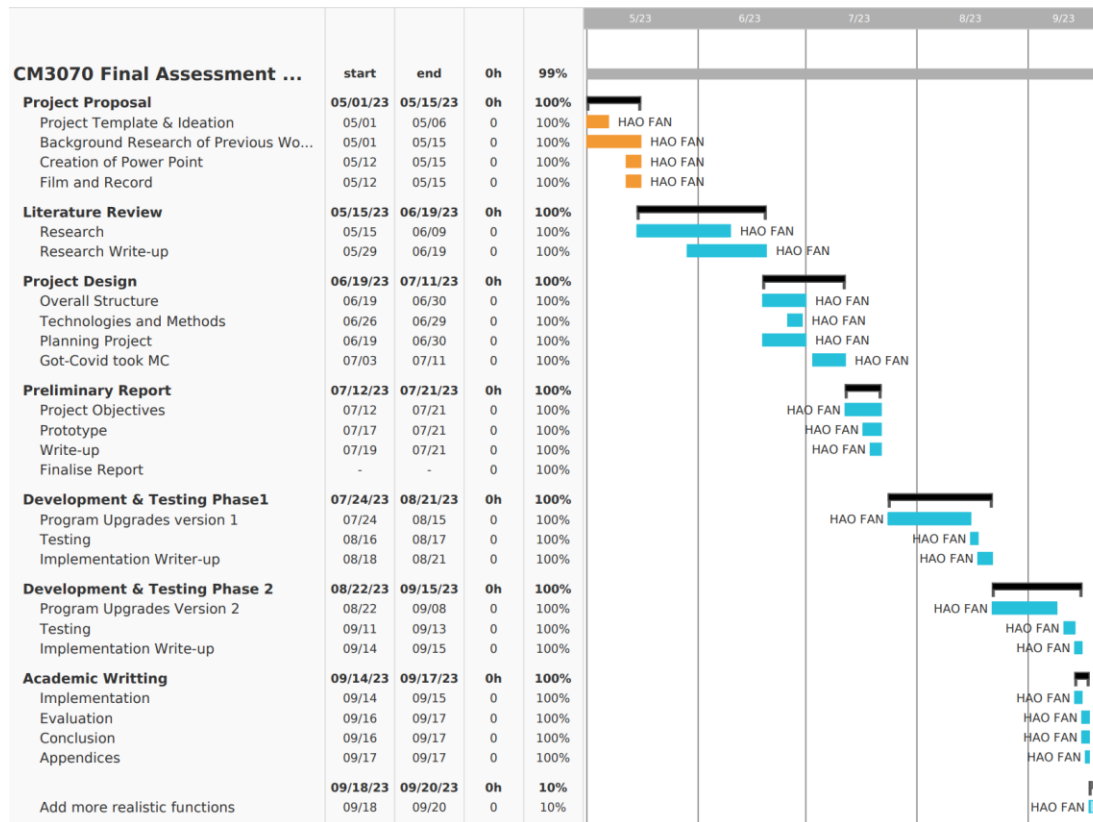 5/23 6/23 7/23 8/23 9/23
CM3070 Final Assessment ... start end 0h 99%
Project Proposal 05/01/23 05/15/23 0h 100%
Project Template & Ideation 05/01 05/06 0 100% HAO FAN
Background Research of Previous Wo... 05/01 05/15 0 100% HAO FAN
Creation of Power Point 05/12 05/15 0 100% HAO FAN
Film and Record 05/12 05/15 0 100% HAO FAN
Literature Review 05/15/23 06/19/23 0h 100%
Research 05/15 06/09 0 100% HAO FAN
Research Write-up 05/29 06/19 0 100% HAO FAN
Project Design 06/19/23 07/11/23 0h 100%
Overall Structure 06/19 06/30 0 100% HAO FAN
Technologies and Methods 06/26 06/29 0 100% HAO FAN
Planning Project 06/19 06/30 0 100% HAO FAN
Got-Covid took MC 07/03 07/11 0 100% HAO FAN
Preliminary Report 07/12/23 07/21/23 0h 100%
Project Objectives 07/12 07/21 0 100% HAO FAN
Prototype 07/17 07/21 0 100% HAO FAN
Write-up 07/19 07/21 0 100% HAO FAN
Finalise Report - - 0 100%
Development & Testing Phase1 07/24/23 08/21/23 0h 100%
Program Upgrades version 1 07/24 08/15 0 100% HAO FAN
Testing 08/16 08/17 0 100% HAO FAN
Implementation Writer-up 08/18 08/21 0 100% HAO FAN
Development & Testing Phase 2 08/22/23 09/15/23 0h 100%
Program Upgrades Version 2 08/22 09/08 0 100% HAO FAN
Testing 09/11 09/13 0 100% HAO FAN
Implementation Write-up 09/14 09/15 0 100% HAO FAN
Academic Writting 09/14/23 09/17/23 0h 100%
Implementation 09/14 09/15 0 100% HAO FAN
Evaluation 09/16 09/17 0 100% HAO FAN
Conclusion 09/16 09/17 0 100% HAO FAN
Appendices 09/17 09/17 0 100% HAO FAN
09/18/23 09/20/23 0h 10%
Add more realistic functions 09/18 09/20 0 10% HAO FAN